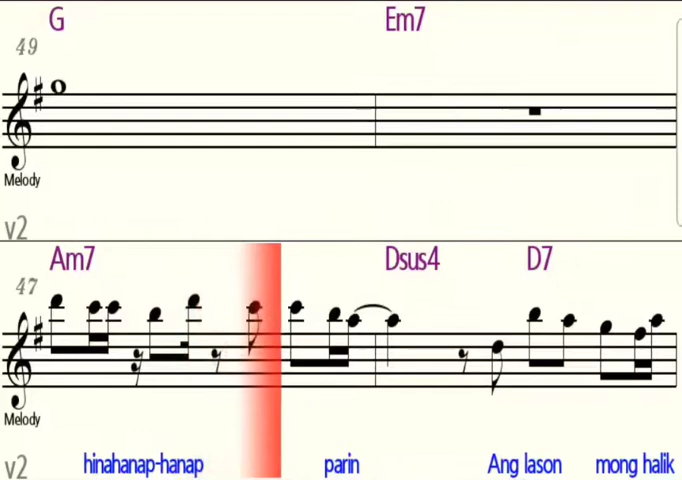 G Em7
49
Melody
v2
Am7 Dsus4 D7
47
Melody
v2 hinahanap-hanap parin Ang lason mong halik